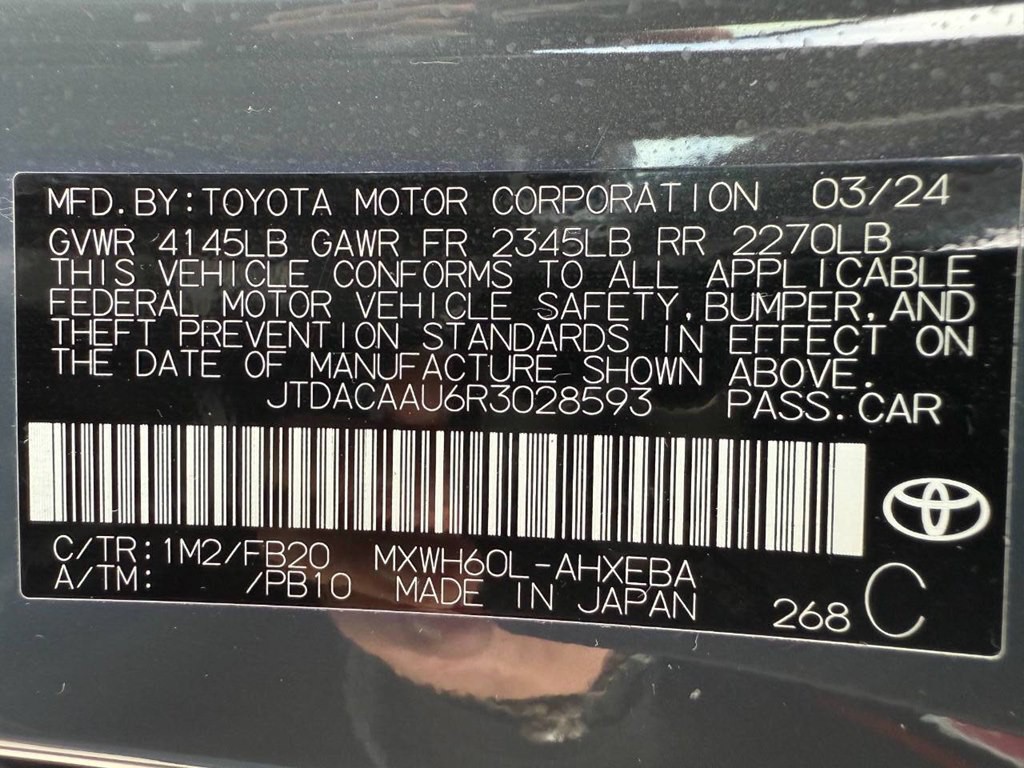 MFD.BY:TOYOTA MOTOR CORPORATION 03/24
GVWR 4145LB GAWR FR 2345LB RR 2270LB
THIS VEHICLE CONFORMS TO ALL APPLICABLE
FEDERAL MOTOR VEHICLE SAFETY,BUMPER,AND
THEFT PREVENTION STANDARDS IN EFFECT ON
THE DATE OF MANUFACTURE SHOWN ABOVE.
JTDACAAU6R3028593 PASS.CAR
C/TR:1M2/FB20 MXWH60L-AHXEBA
A/TM: /PB10 MADE IN JAPAN 268 C